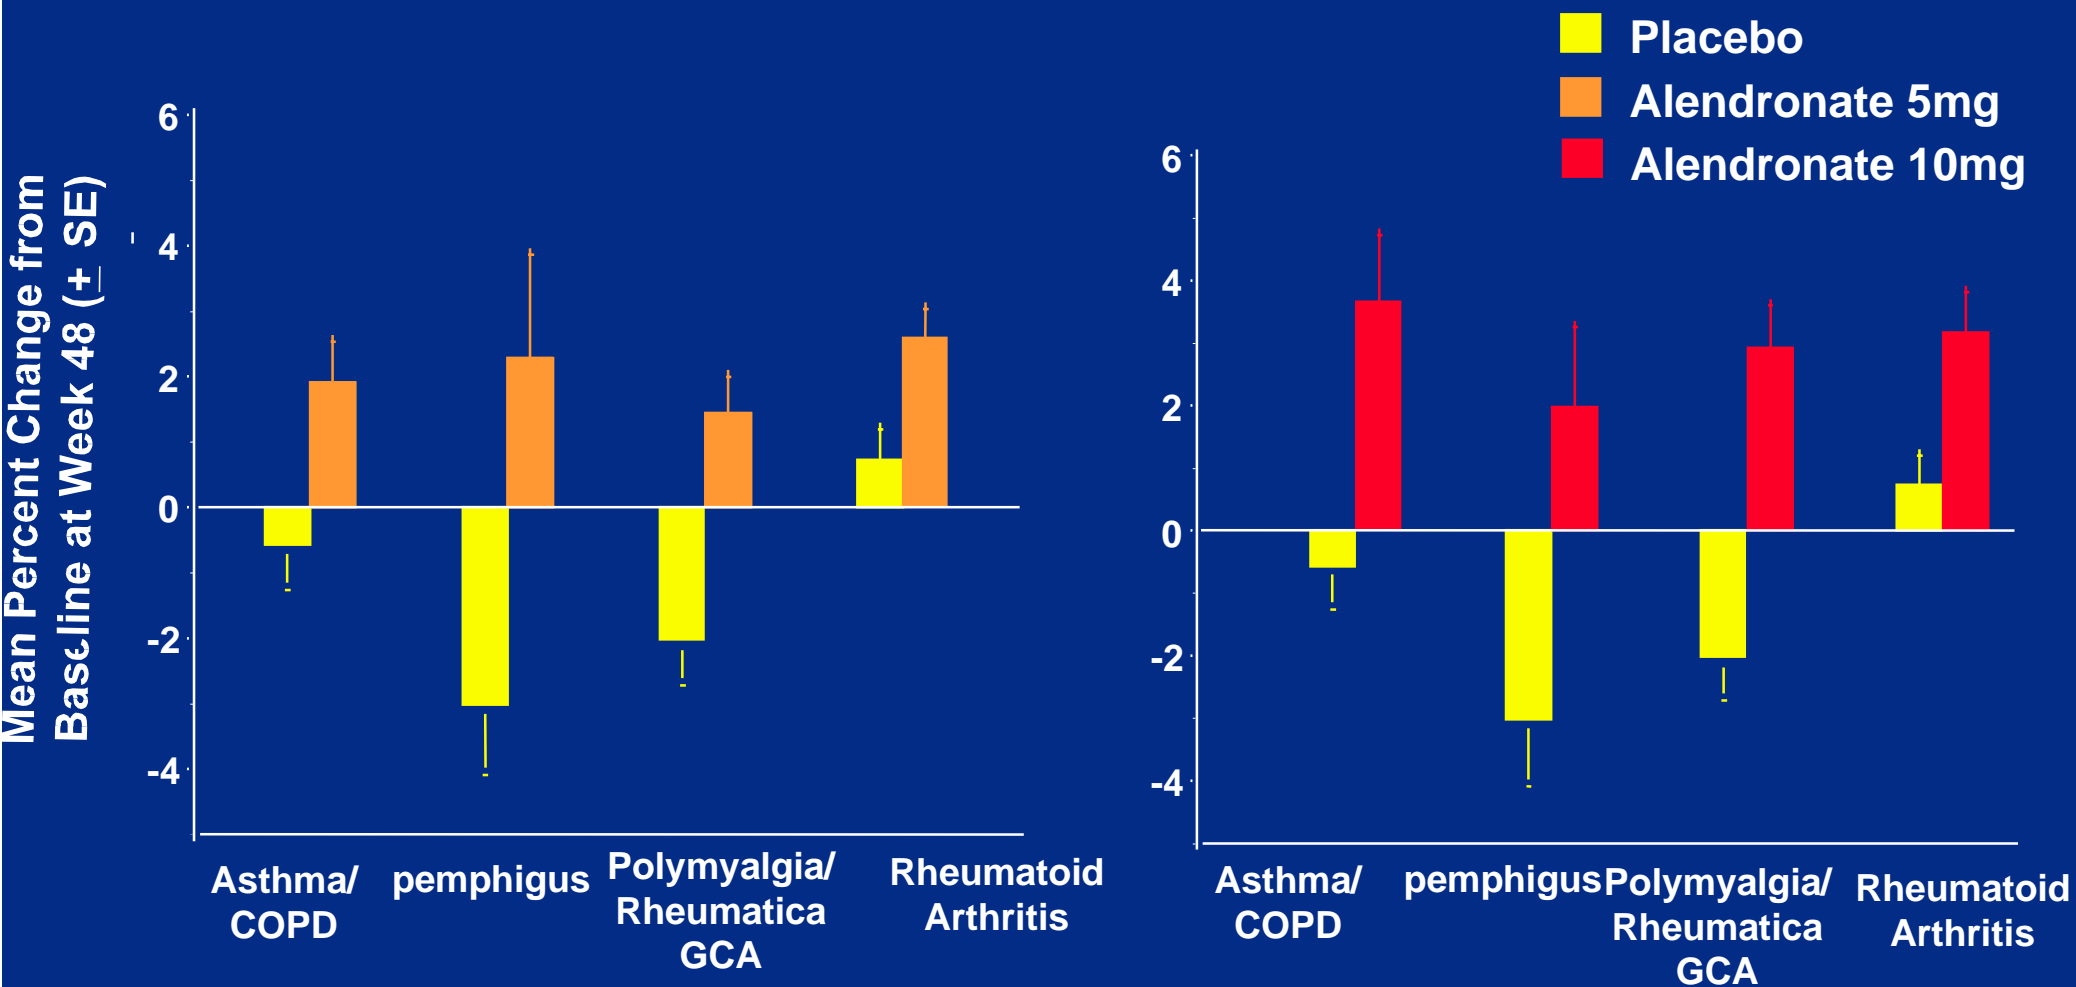 Placebo
Alendronate 5mg
Alendronate 10mg
Mean Percent Change from
Baseline at Week 48 (± SE)
6
4
2
0
-2
-4
Asthma/
COPD
pemphigus
Polymyalgia/
Rheumatica
GCA
Rheumatoid
Arthritis
6
4
2
0
-2
-4
Asthma/
COPD
pemphigus
Polymyalgia/
Rheumatica
GCA
Rheumatoid
Arthritis